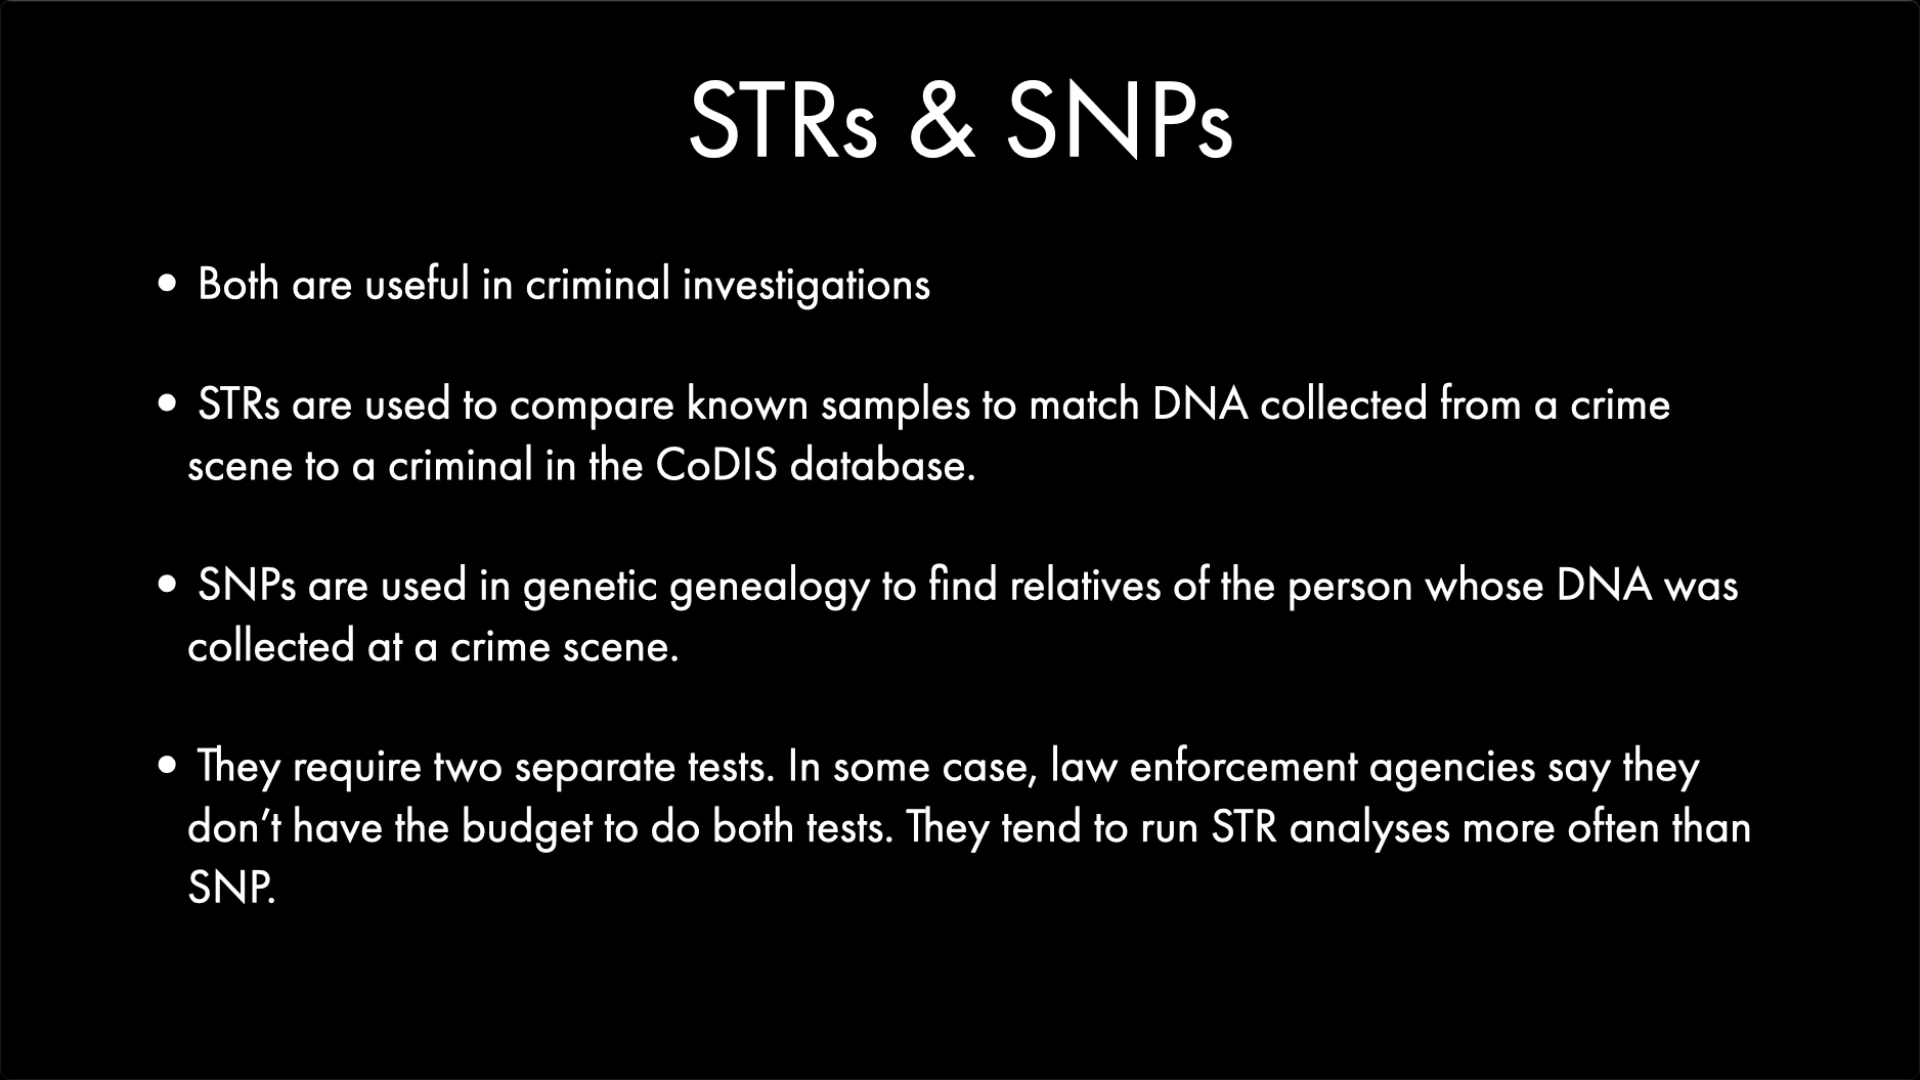 STRs & SNPs
• Both are useful in criminal investigations
• STRs are used to compare known samples to match DNA collected from a crime
scene to a criminal in the CoDIS database.
• SNPs are used in genetic genealogy to find relatives of the person whose DNA was
collected at a crime scene.
• They require two separate tests. In some case, law enforcement agencies say they
don’t have the budget to do both tests. They tend to run STR analyses more often than
SNP.